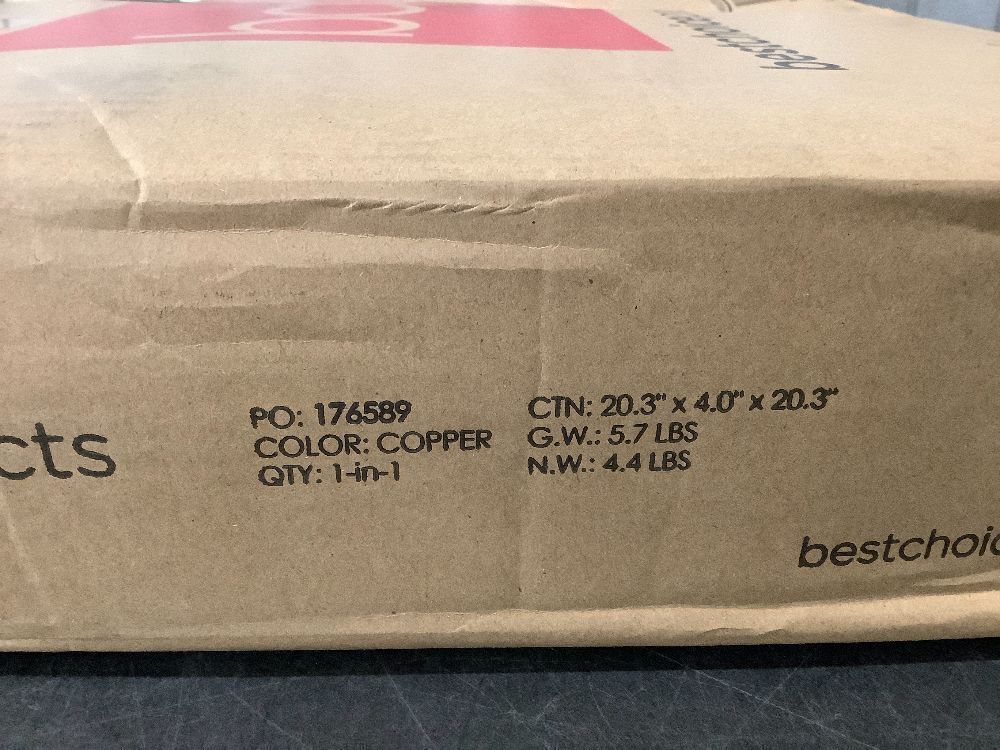 bestchoice
cts
PO: 176589
COLOR: COPPER
QTY: 1-in-1
CTN: 20.3" x 4.0" x 20.3"
G.W.: 5.7 LBS
N.W.: 4.4 LBS
bestchoic